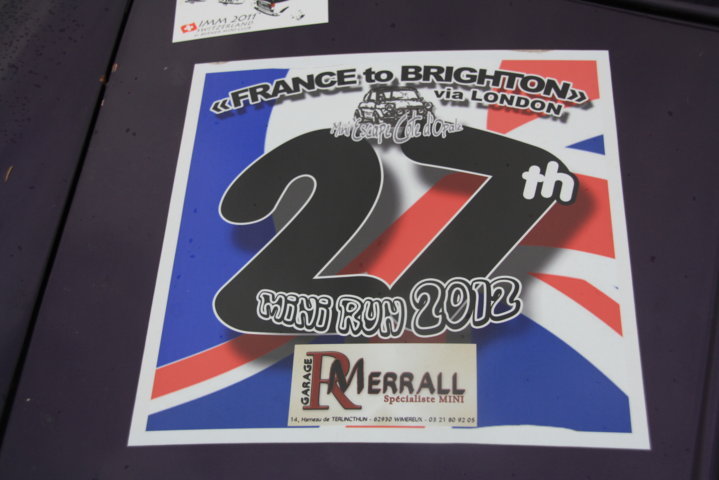 IMM 2011
SWITZERLAND
«FRANCE to BRIGHTON»
via LONDON
Mini Escape Côte d'Opale
27th
MINI RUN 2012
GARAGE
R MERRALL
Spécialiste MINI
14, Hameau de TERLINCTHUN - 62930 WIMEREUX - 03 21 80 92 05